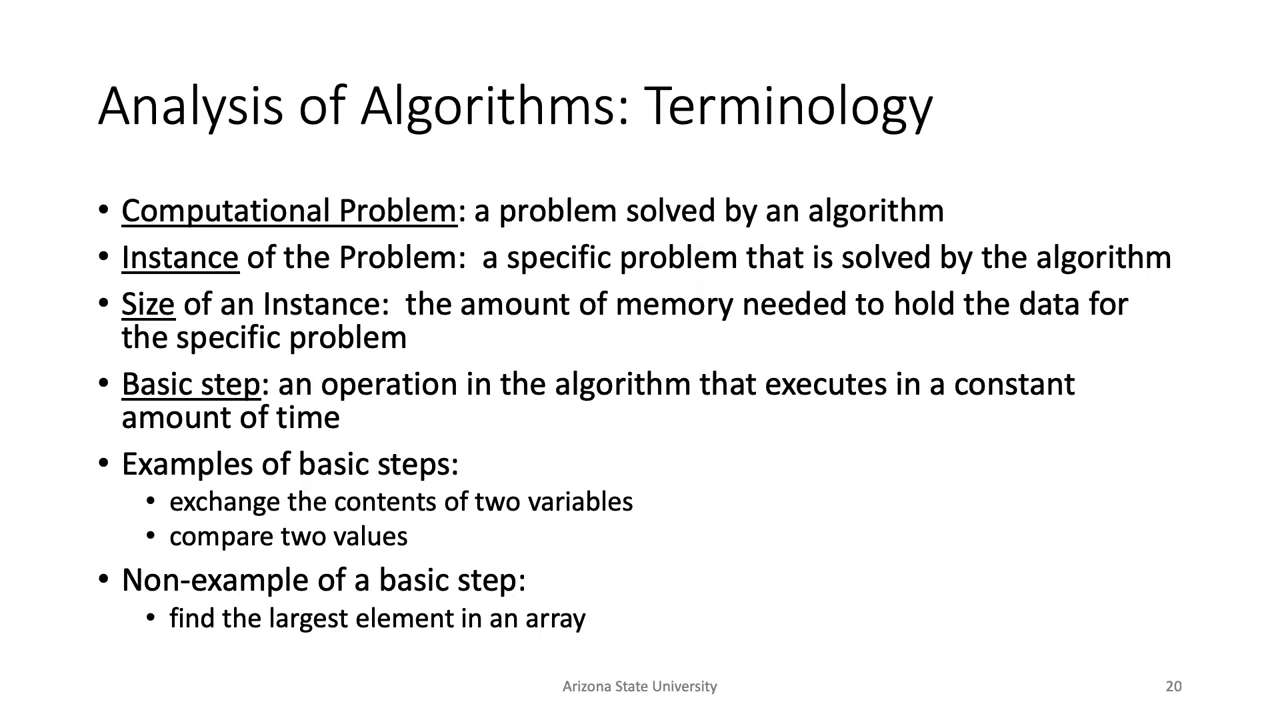 Analysis of Algorithms: Terminology
• Computational Problem: a problem solved by an algorithm
• Instance of the Problem:  a specific problem that is solved by the algorithm
• Size of an Instance:  the amount of memory needed to hold the data for
the specific problem
• Basic step: an operation in the algorithm that executes in a constant
amount of time
• Examples of basic steps:
• exchange the contents of two variables
• compare two values
• Non-example of a basic step:
• find the largest element in an array
Arizona State University
20